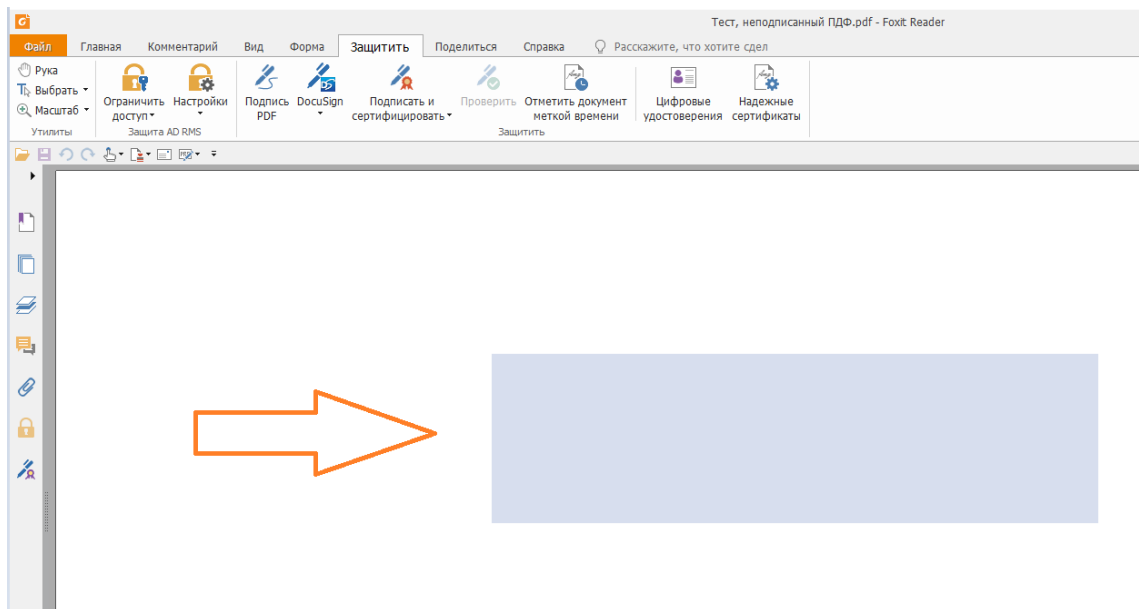 Тест, неподписанный ПДФ.pdf - Foxit Reader
Файл Главная Комментарий Вид Форма Защитить Поделиться Справка Расскажите, что хотите сдел
Рука
Выбрать
Масштаб
Утилиты
Ограничить доступ
Настройки
Защита AD RMS
Подпись PDF
DocuSign
Подписать и сертифицировать
Проверить
Отметить документ меткой времени
Цифровые удостоверения
Надежные сертификаты
Защитить